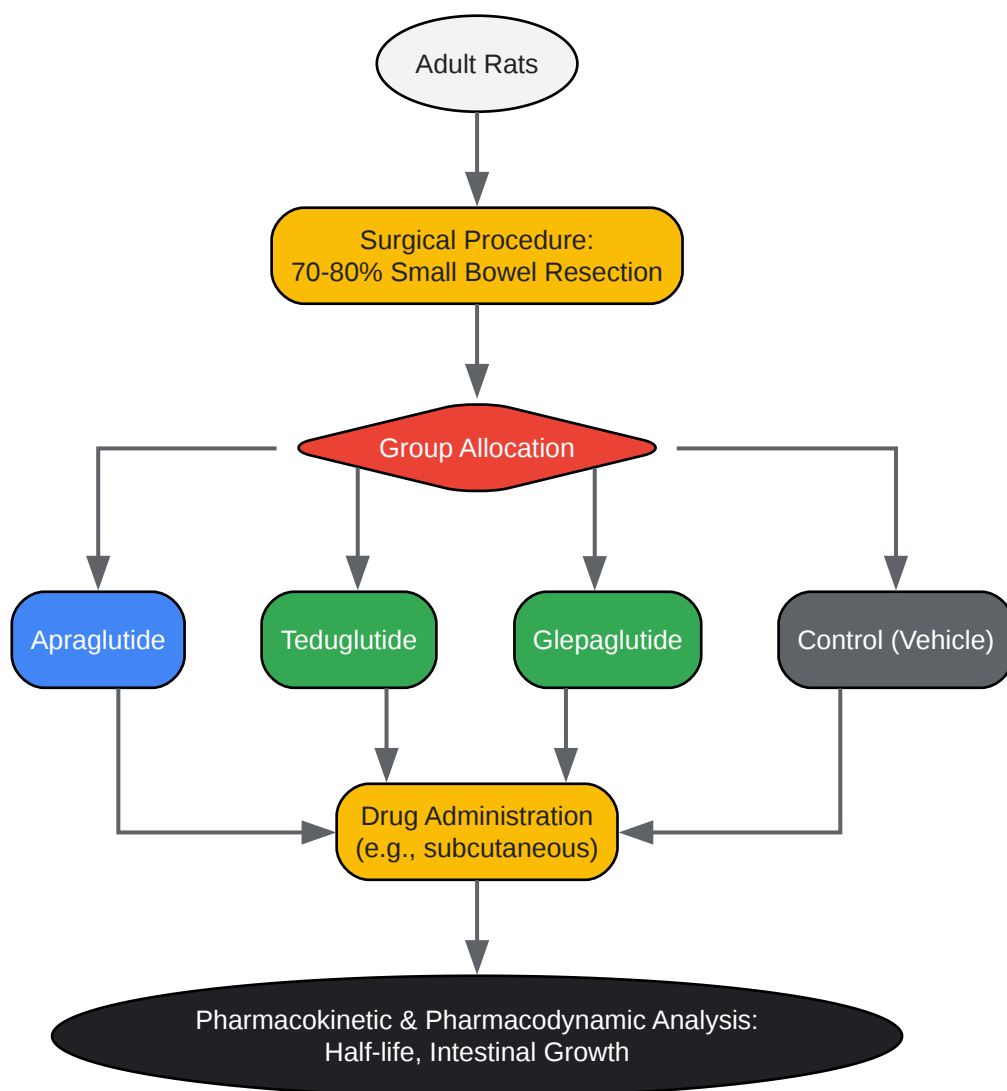 Adult Rats
Surgical Procedure:
70-80% Small Bowel Resection
Group Allocation
Apraglutide
Teduglutide
Glepaglutide
Control (Vehicle)
Drug Administration
(e.g., subcutaneous)
Pharmacokinetic & Pharmacodynamic Analysis:
Half-life, Intestinal Growth